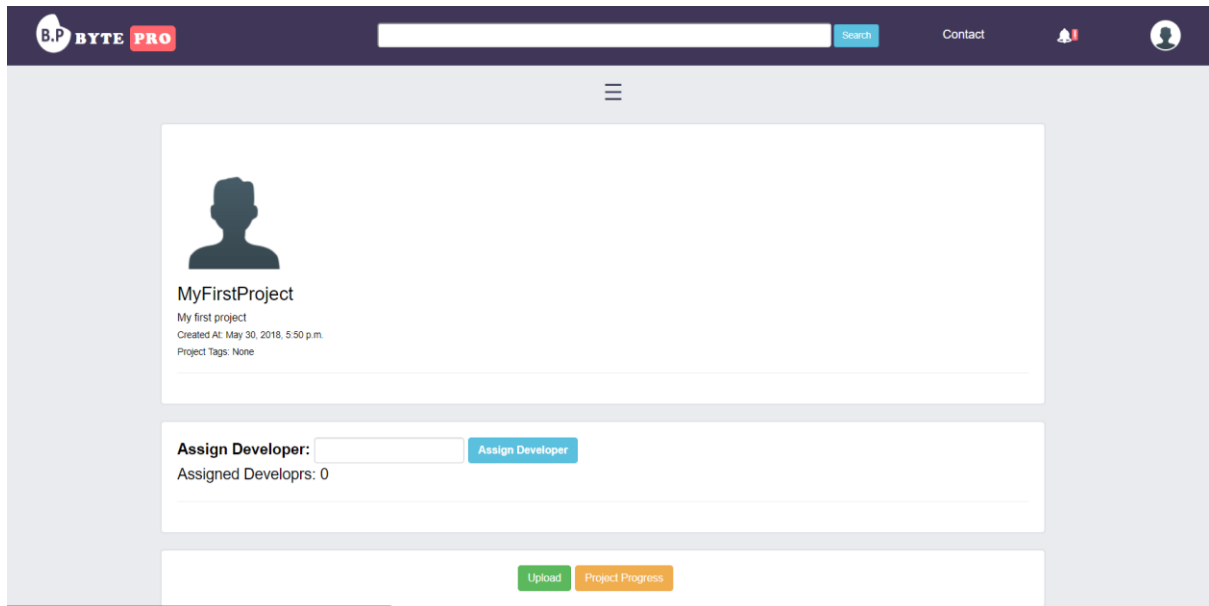 B.P BYTE PRO Search Contact
MyFirstProject
My first project
Created At: May 30, 2018, 5:50 p.m.
Project Tags: None
Assign Developer: Assign Developer
Assigned Developrs: 0
Upload Project Progress